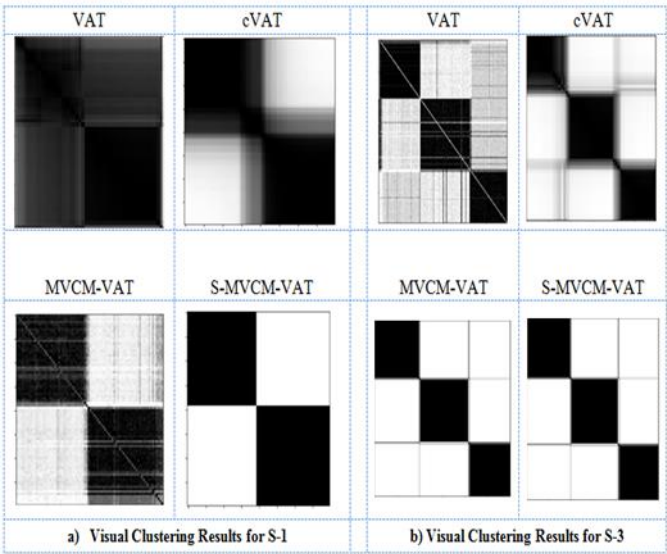 VAT cVAT VAT cVAT
MVCM-VAT S-MVCM-VAT MVCM-VAT S-MVCM-VAT
a) Visual Clustering Results for S-1 b) Visual Clustering Results for S-3